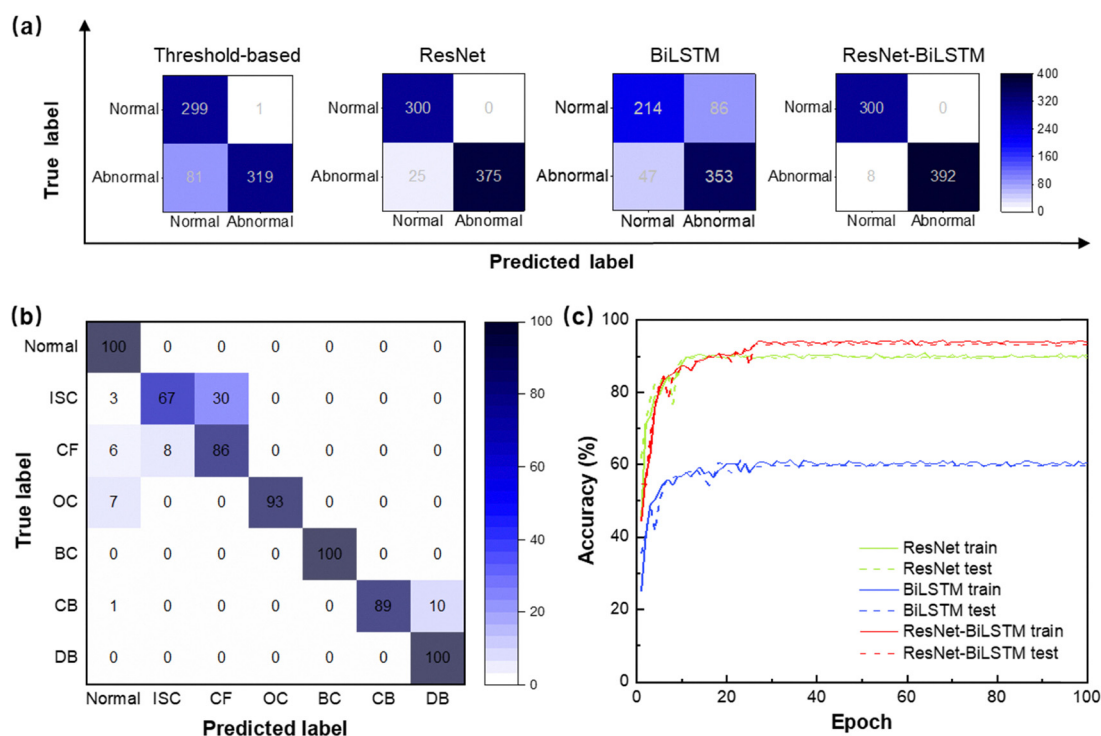 (a)
Threshold-based ResNet BiLSTM ResNet-BiLSTM
True label
Normal 299 1
Abnormal 81 319
Normal Abnormal
Normal 300 0
Abnormal 25 375
Normal Abnormal
Normal 214 86
Abnormal 47 353
Normal Abnormal
Normal 300 0
Abnormal 8 392
Normal Abnormal
400
320
240
160
80
0
Predicted label
(b)
True label
Normal 100 0 0 0 0 0 0
ISC 3 67 30 0 0 0 0
CF 6 8 86 0 0 0 0
OC 7 0 0 93 0 0 0
BC 0 0 0 0 100 0 0
CB 1 0 0 0 0 89 10
DB 0 0 0 0 0 0 100
Normal ISC CF OC BC CB DB
Predicted label
100
80
60
40
20
0
(c)
Accuracy (%)
100
80
60
40
20
0
ResNet train
ResNet test
BiLSTM train
BiLSTM test
ResNet-BiLSTM train
ResNet-BiLSTM test
0 20 40 60 80 100
Epoch